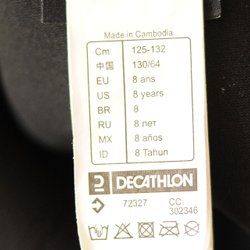 Made in Cambodia
Cm 125-132
中国 130/64
EU 8 ans
US 8 years
BR 8
RU 8 лет
MX 8 años
ID 8 Tahun
DECATHLON
72327 CC.
302346